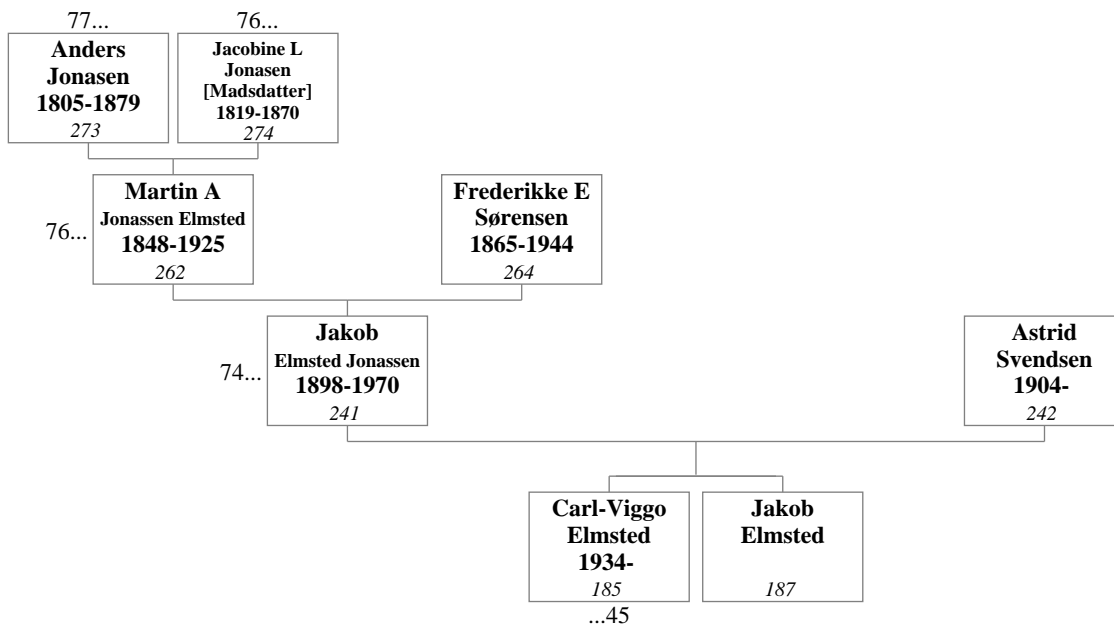 77...
76...
Anders
Jonasen
1805-1879
273
Jacobine L
Jonasen
[Madsdatter]
1819-1870
274
76...
Martin A
Jonassen Elmsted
1848-1925
262
Frederikke E
Sørensen
1865-1944
264
74...
Jakob
Elmsted Jonassen
1898-1970
241
Astrid
Svendsen
1904-
242
Carl-Viggo
Elmsted
1934-
185
...45
Jakob
Elmsted
187